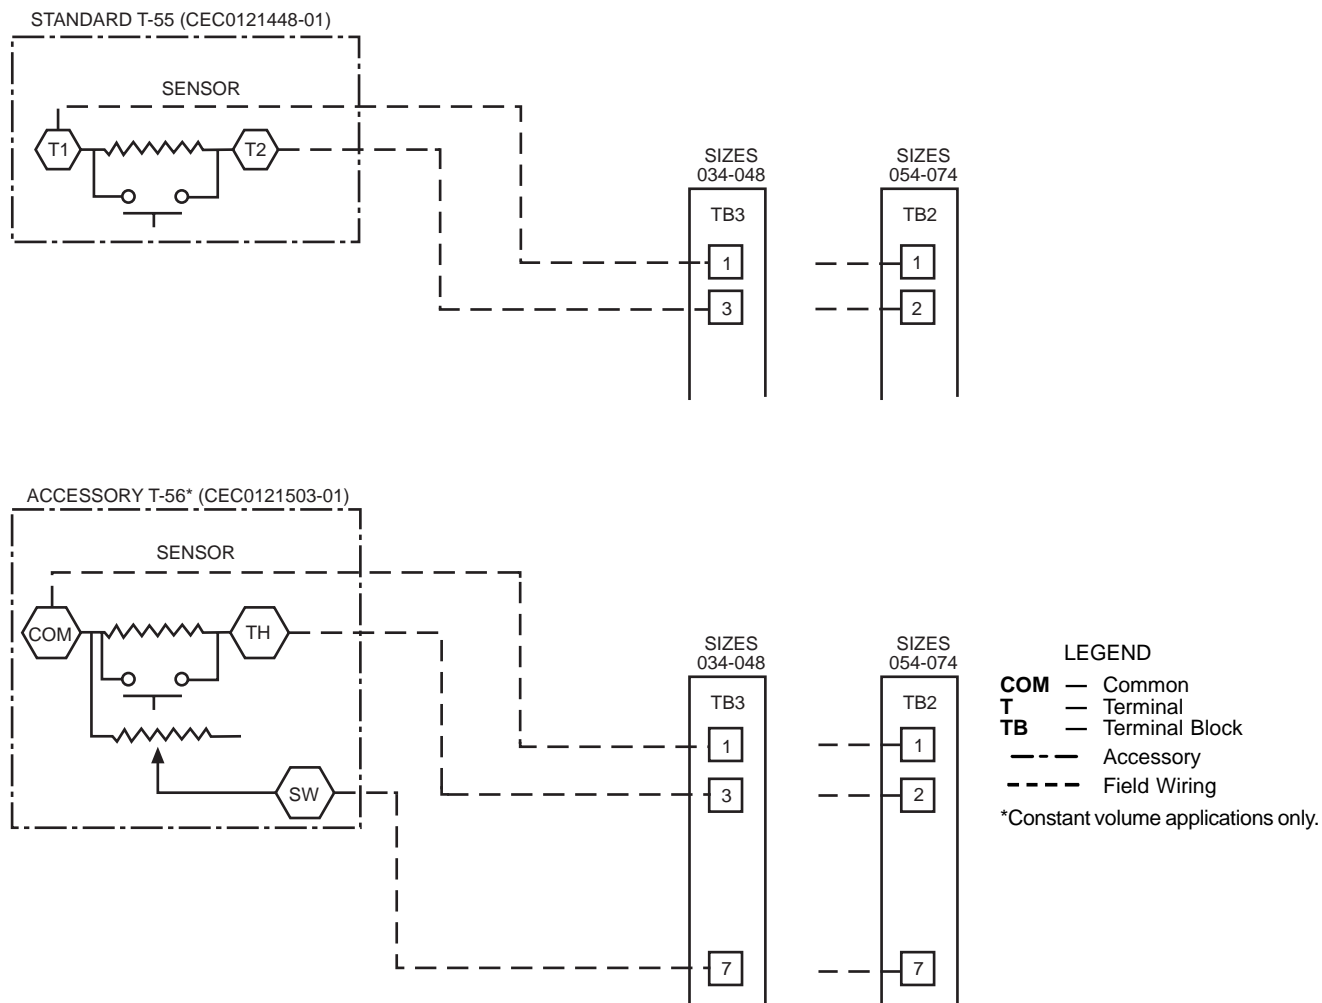 STANDARD T-55 (CEC0121448-01)
SENSOR
T1
T2
SIZES
034-048
TB3
1
3
SIZES
054-074
TB2
1
2
ACCESSORY T-56* (CEC0121503-01)
SENSOR
COM
TH
SW
SIZES
034-048
TB3
1
3
7
SIZES
054-074
TB2
1
2
7
LEGEND
COM — Common
T — Terminal
TB — Terminal Block
Accessory
Field Wiring
*Constant volume applications only.